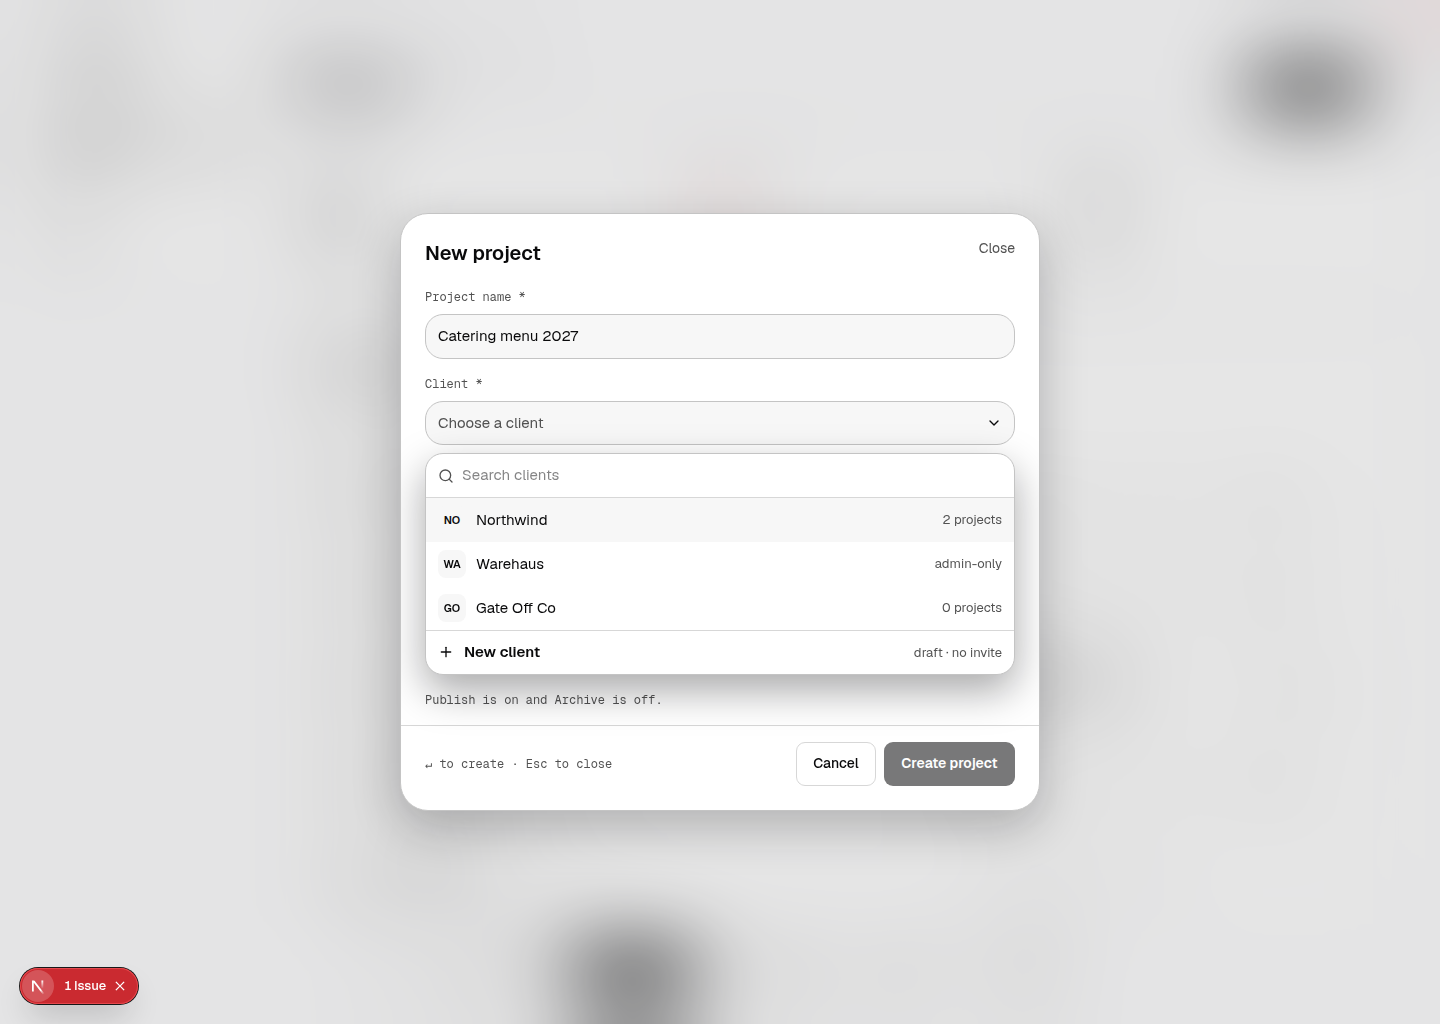 New project
Close
Project name *
Catering menu 2027
Client *
Choose a client
Search clients
NO Northwind 2 projects
WA Warehaus admin-only
GO Gate Off Co 0 projects
+ New client draft · no invite
Publish is on and Archive is off.
↵ to create · Esc to close
Cancel
Create project
N 1 Issue